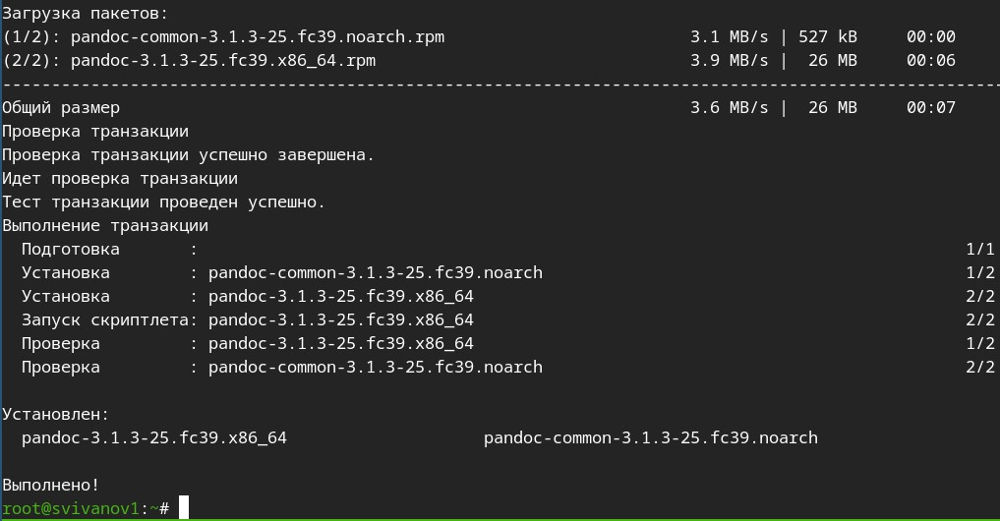 Загрузка пакетов:
(1/2): pandoc-common-3.1.3-25.fc39.noarch.rpm 3.1 MB/s | 527 kB 00:00
(2/2): pandoc-3.1.3-25.fc39.x86_64.rpm 3.9 MB/s | 26 MB 00:06
--------------------------------------------------------------------------------
Общий размер 3.6 MB/s | 26 MB 00:07
Проверка транзакции
Проверка транзакции успешно завершена.
Идет проверка транзакции
Тест транзакции проведен успешно.
Выполнение транзакции
Подготовка : 1/1
Установка : pandoc-common-3.1.3-25.fc39.noarch 1/2
Установка : pandoc-3.1.3-25.fc39.x86_64 2/2
Запуск скриптлета: pandoc-3.1.3-25.fc39.x86_64 2/2
Проверка : pandoc-3.1.3-25.fc39.x86_64 1/2
Проверка : pandoc-common-3.1.3-25.fc39.noarch 2/2
Установлен:
pandoc-3.1.3-25.fc39.x86_64 pandoc-common-3.1.3-25.fc39.noarch
Выполнено!
root@svivanov1:~#